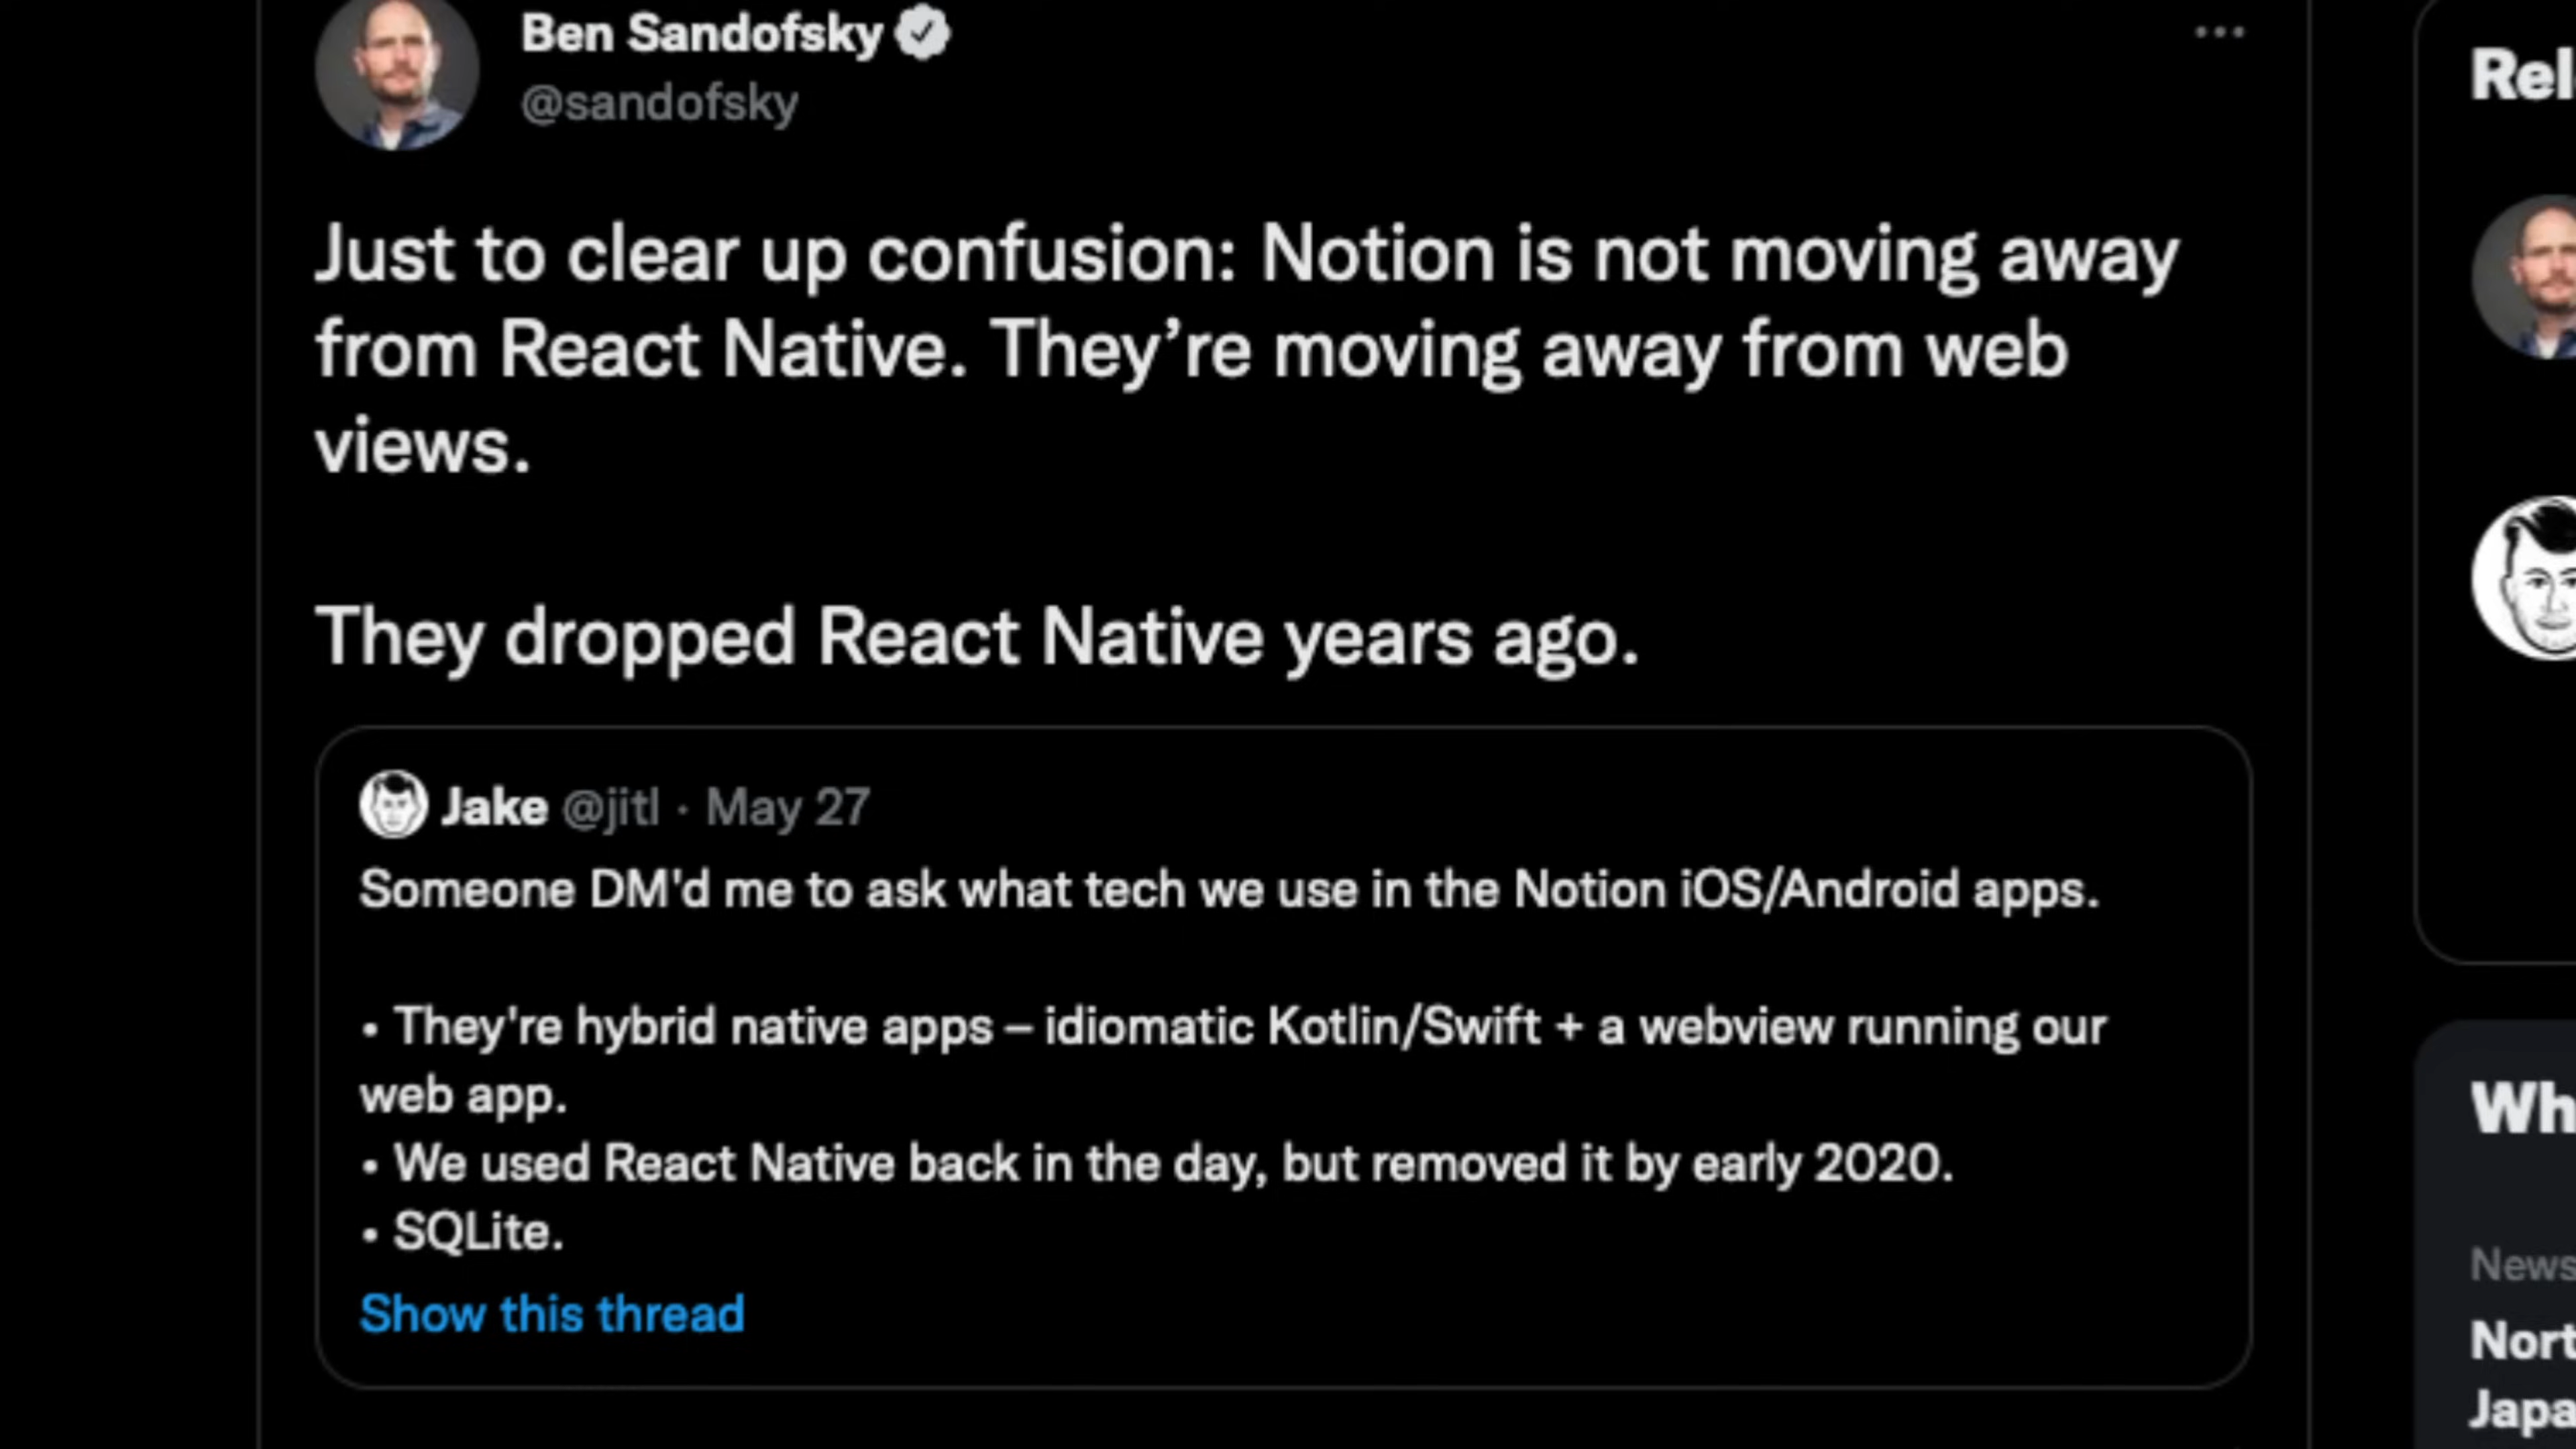 Ben Sandofsky
@sandofsky
Just to clear up confusion: Notion is not moving away
from React Native. They’re moving away from web
views.
They dropped React Native years ago.
Jake @jitl · May 27
Someone DM'd me to ask what tech we use in the Notion iOS/Android apps.
• They're hybrid native apps – idiomatic Kotlin/Swift + a webview running our
web app.
• We used React Native back in the day, but removed it by early 2020.
• SQLite.
Show this thread
Rel
Wh
News
Nort
Japa